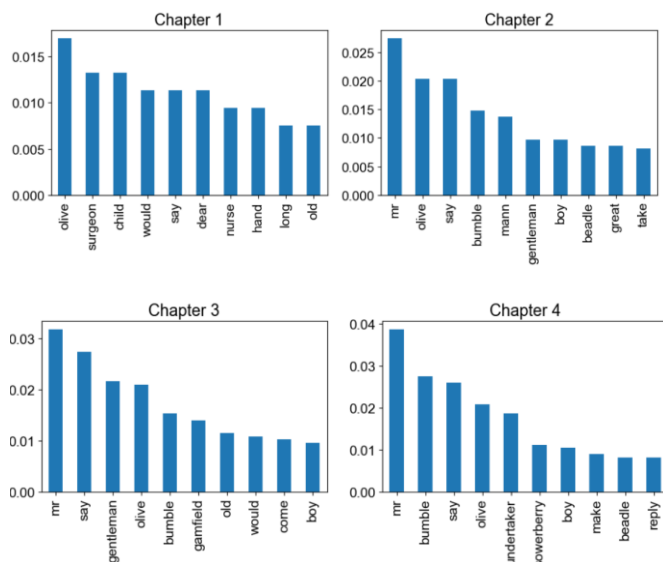 Chapter 1
0.015
0.010
0.005
0.000
olive
surgeon
child
would
say
dear
nurse
hand
long
old
Chapter 2
0.025
0.020
0.015
0.010
0.005
0.000
mr
olive
say
bumble
mann
gentleman
boy
beadle
great
take
Chapter 3
0.03
0.02
0.01
0.00
mr
say
gentleman
olive
bumble
gamfield
old
would
come
boy
Chapter 4
0.04
0.03
0.02
0.01
0.00
mr
bumble
say
olive
undertaker
sowerberry
boy
make
beadle
reply